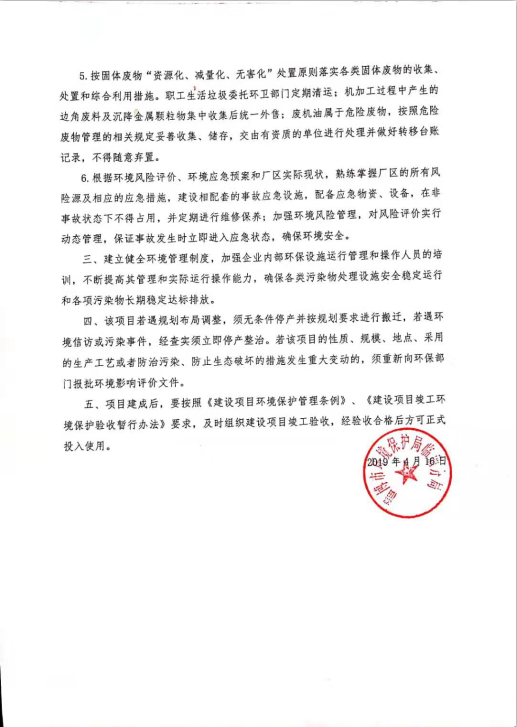 5.按固体废物“资源化、减量化、无害化”处置原则落实各类固体废物的收集、
处置和综合利用措施。职工生活垃圾委托环卫部门定期清运；机加工过程中产生的
边角废料及沉降金属颗粒物集中收集后统一外售；废机油属于危险废物，按照危险
废物管理的相关规定妥善收集、储存，交由有资质的单位进行处理并做好转移台账
记录，不得随意弃置。
6.根据环境风险评价、环境应急预案和厂区实际现状，熟练掌握厂区的所有风
险源及相应的应急措施，建设相配套的事故应急设施，配备应急物资、设备，在非
事故状态下不得占用，并定期进行维修保养；加强环境风险管理，对风险评价实行
动态管理，保证事故发生时立即进入应急状态，确保环境安全。
三、建立健全环境管理制度，加强企业内部环保设施运行管理和操作人员的培
训，不断提高其管理和实际运行操作能力，确保各类污染物处理设施安全稳定运行
和各项污染物长期稳定达标排放。
四、该项目若遇规划布局调整，须无条件停产并按规划要求进行搬迁，若遇环
境信访或污染事件，经查实须立即停产整治。若该项目的性质、规模、地点、采用
的生产工艺或者防治污染、防止生态破坏的措施发生重大变动的，须重新向环保部
门报批环境影响评价文件。
五、项目建成后，要按照《建设项目环境保护管理条例》、《建设项目竣工环
境保护验收暂行办法》要求，及时组织建设项目竣工验收，经验收合格后方可正式
投入使用。
2019年4月16日